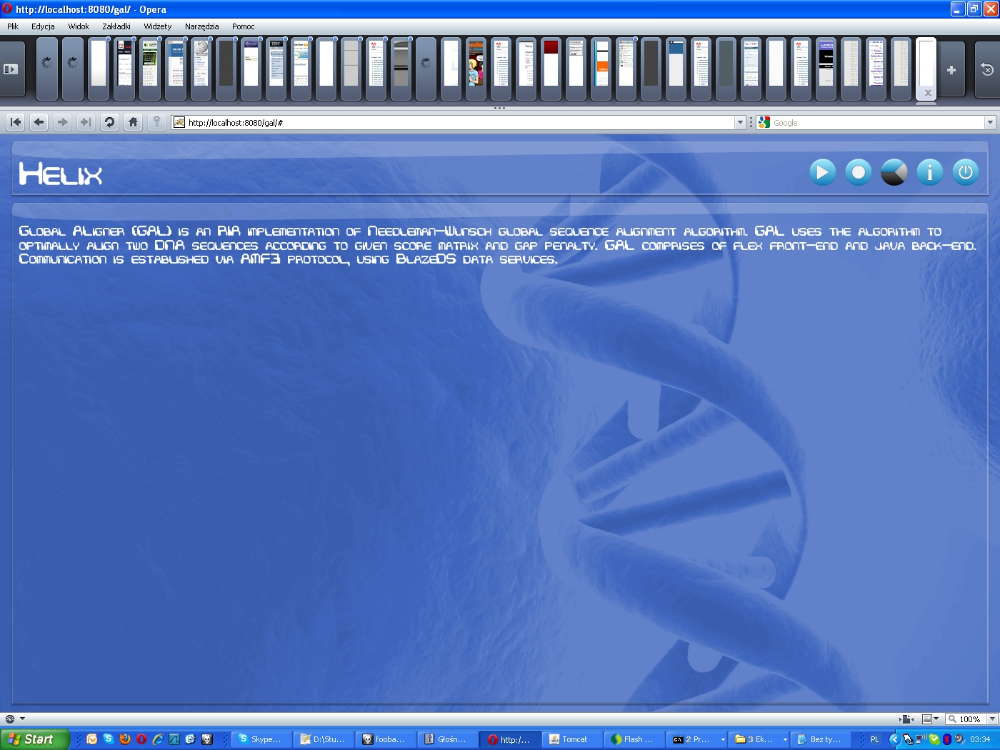 http://localhost:8080/gal/ - Opera
Plik Edycja Widok Zakładki Widżety Narzędzia Pomoc
http://localhost:8080/gal/# Google
Helix
Global Aligner (GAL) is an RIA implementation of Needleman-Wunsch global sequence alignment algorithm. GAL uses the algorithm to
optimally align two DNA sequences according to given score matrix and gap penalty. GAL comprises of flex front-end and java back-end.
Communication is established via AMF3 protocol, using BlazeDS data services.
100%
Start Skype... D:\Stu... fooba... Głośn... http:/... Tomcat Flash ... 2 Pr... 3 Ek... Bez ty... PL 03:34